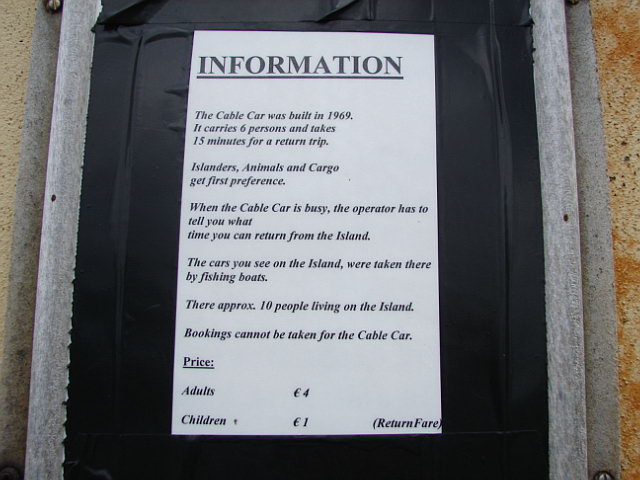 INFORMATION
The Cable Car was built in 1969.
It carries 6 persons and takes
15 minutes for a return trip.
Islanders, Animals and Cargo
get first preference.
When the Cable Car is busy, the operator has to
tell you what
time you can return from the Island.
The cars you see on the Island, were taken there
by fishing boats.
There approx. 10 people living on the Island.
Bookings cannot be taken for the Cable Car.
Price:
Adults € 4
Children € 1 (ReturnFare)